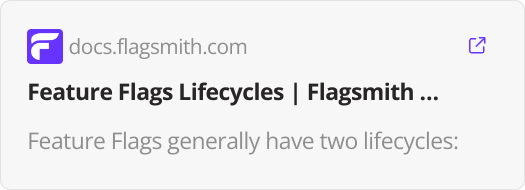 docs.flagsmith.com
Feature Flags Lifecycles | Flagsmith ...
Feature Flags generally have two lifecycles: